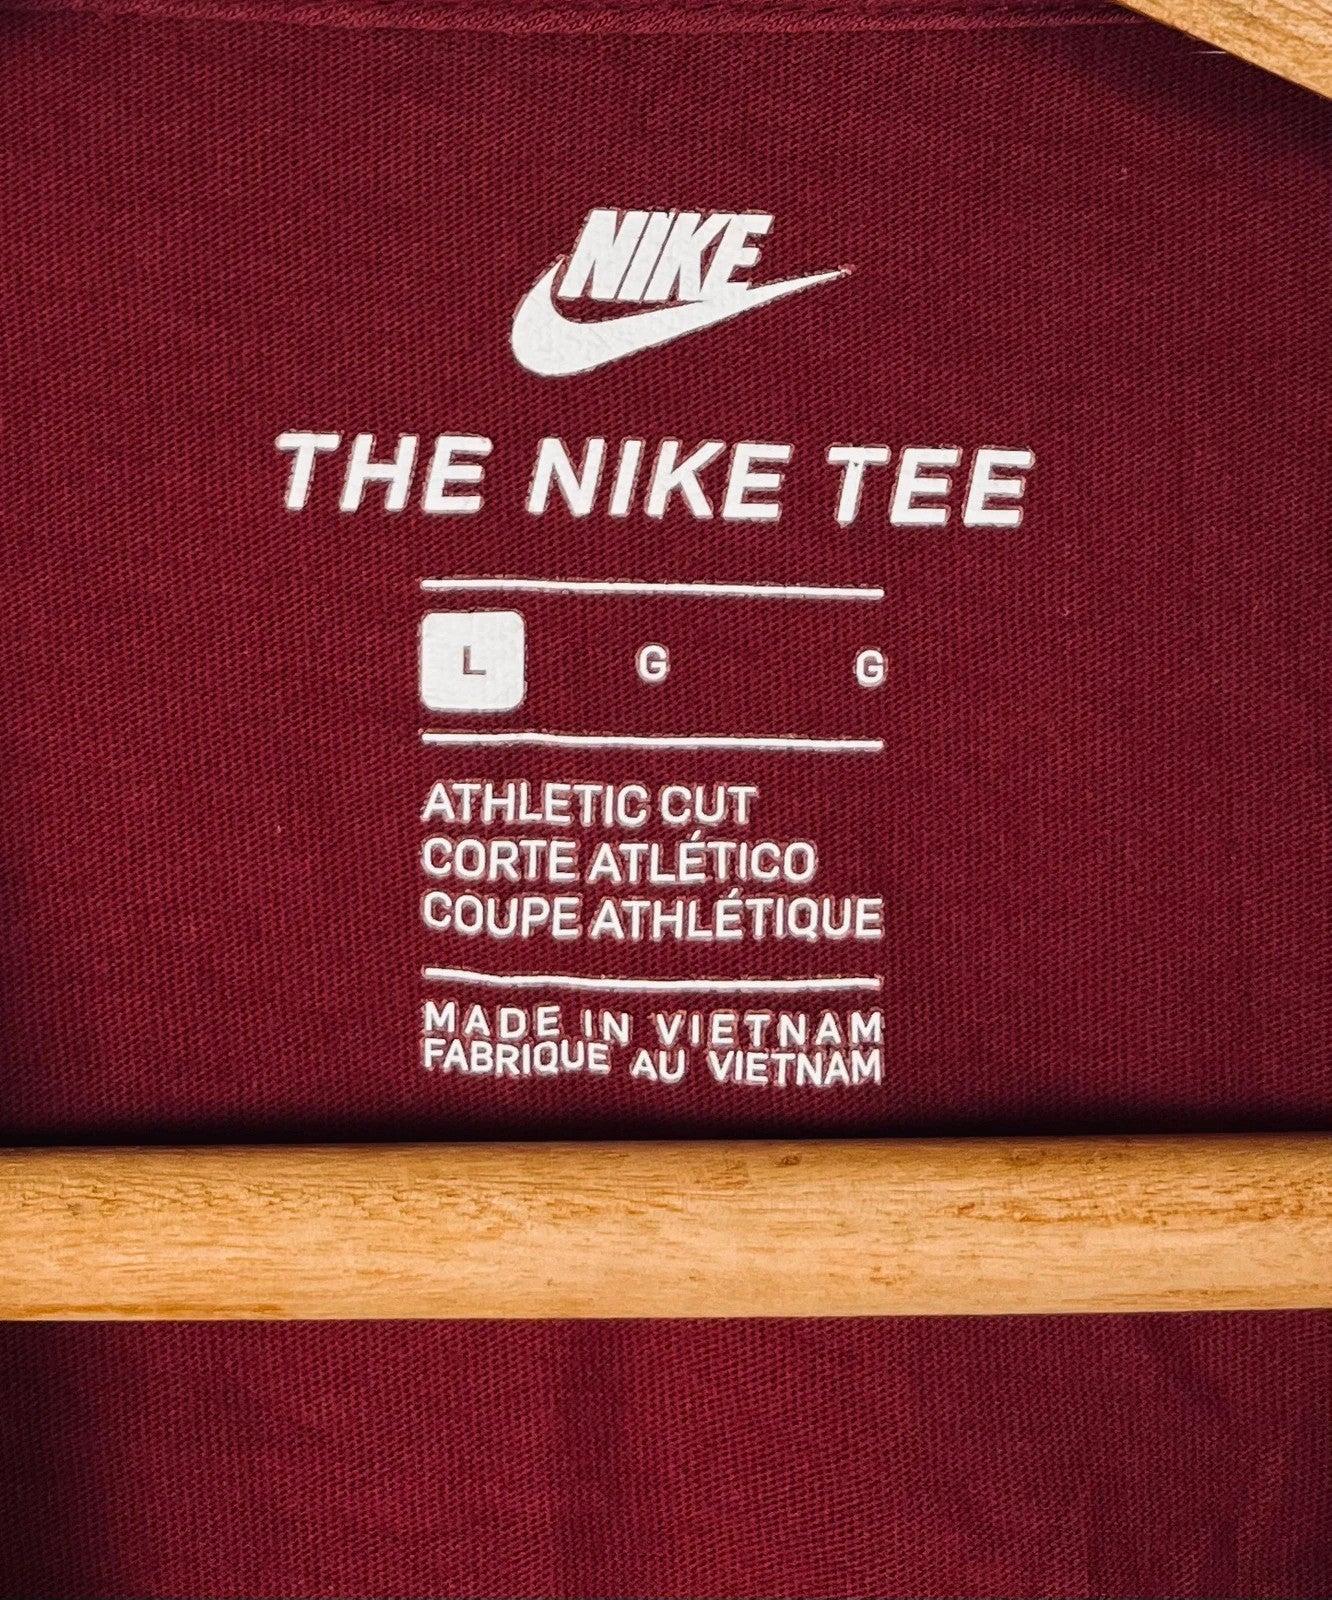 NIKE
THE NIKE TEE
L G G
ATHLETIC CUT
CORTE ATLÉTICO
COUPE ATHLÉTIQUE
MADE IN VIETNAM
FABRIQUE AU VIETNAM